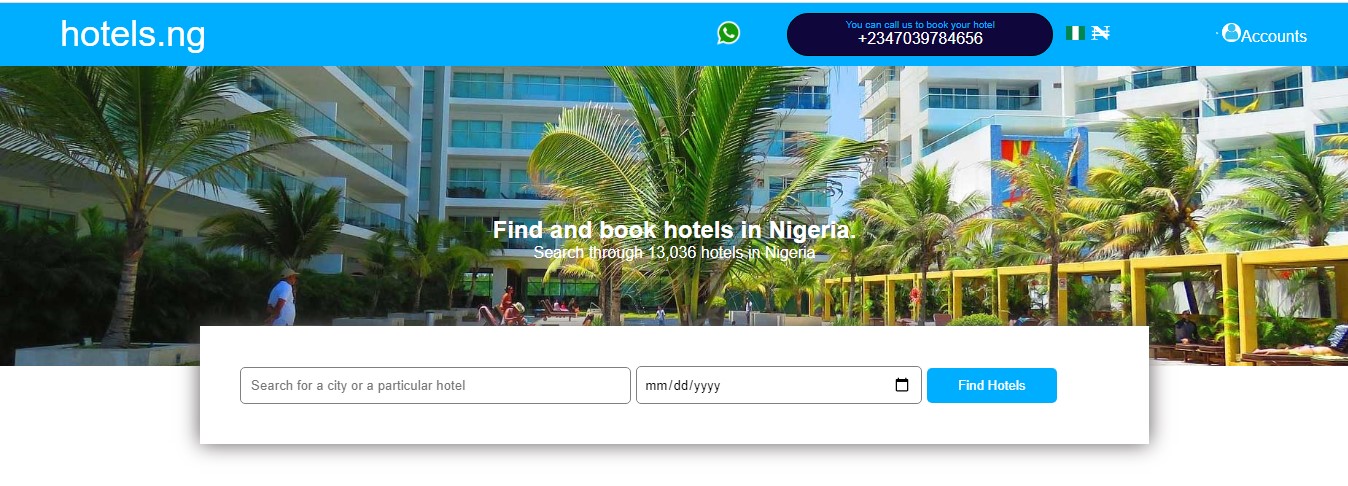 hotels.ng
You can call us to book your hotel
+2347039784656
₦
Accounts
Find and book hotels in Nigeria.
Search through 13,036 hotels in Nigeria
Search for a city or a particular hotel
mm/dd/yyyy
Find Hotels